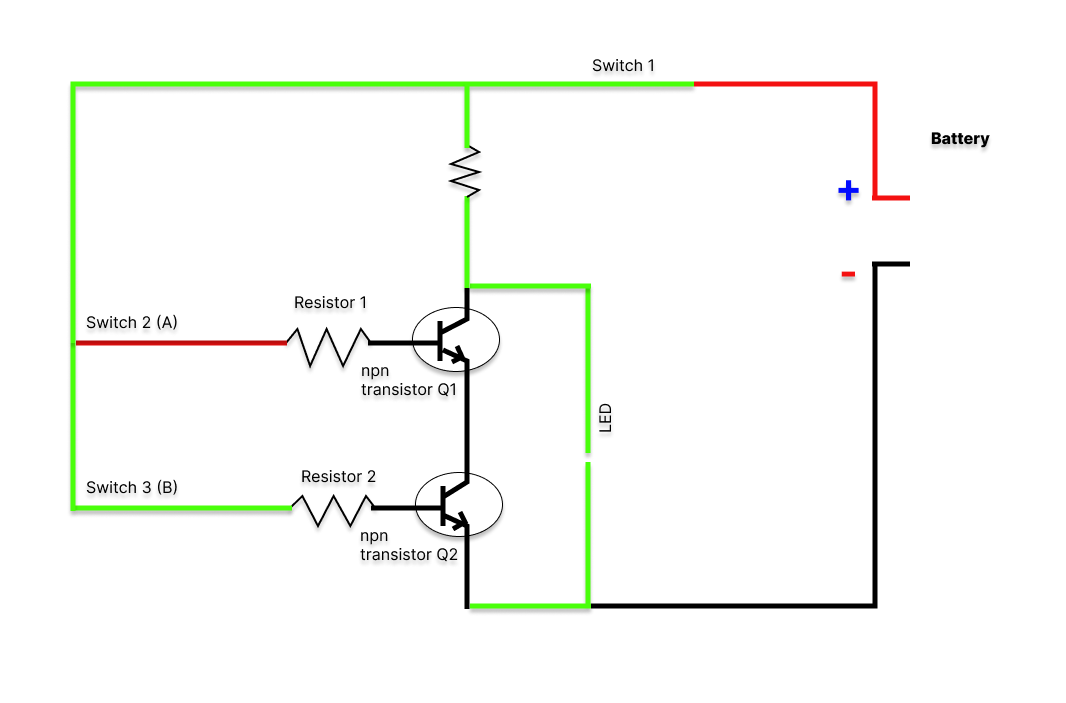 Switch 1
Battery
+
-
Resistor 1
Switch 2 (A)
npn
transistor Q1
LED
Resistor 2
Switch 3 (B)
npn
transistor Q2